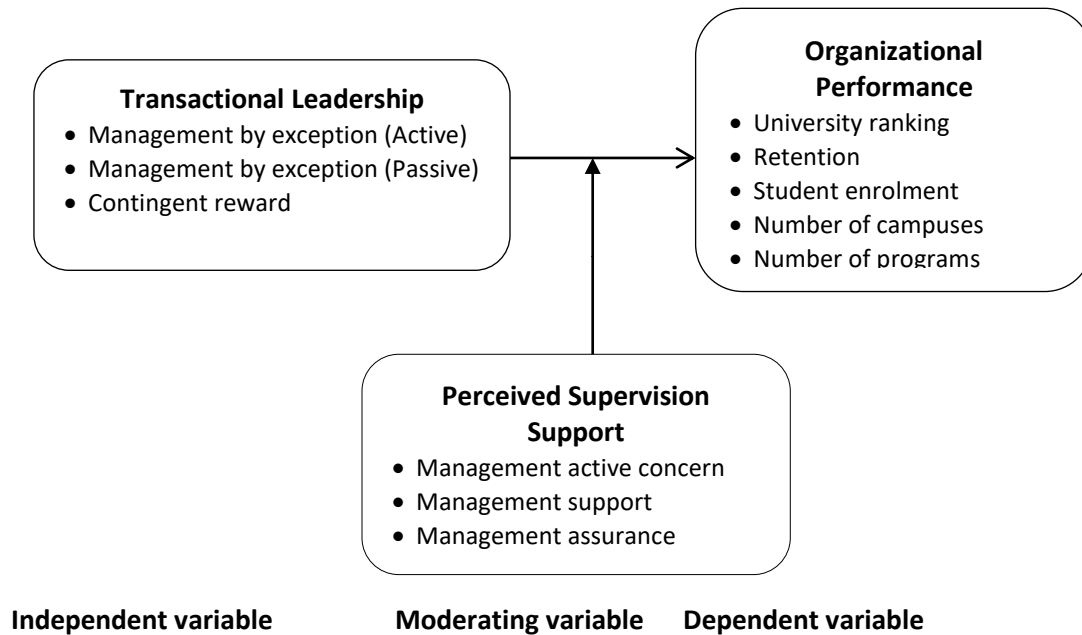 Transactional Leadership
• Management by exception (Active)
• Management by exception (Passive)
• Contingent reward
Organizational
Performance
• University ranking
• Retention
• Student enrolment
• Number of campuses
• Number of programs
Perceived Supervision
Support
• Management active concern
• Management support
• Management assurance
Independent variable Moderating variable Dependent variable